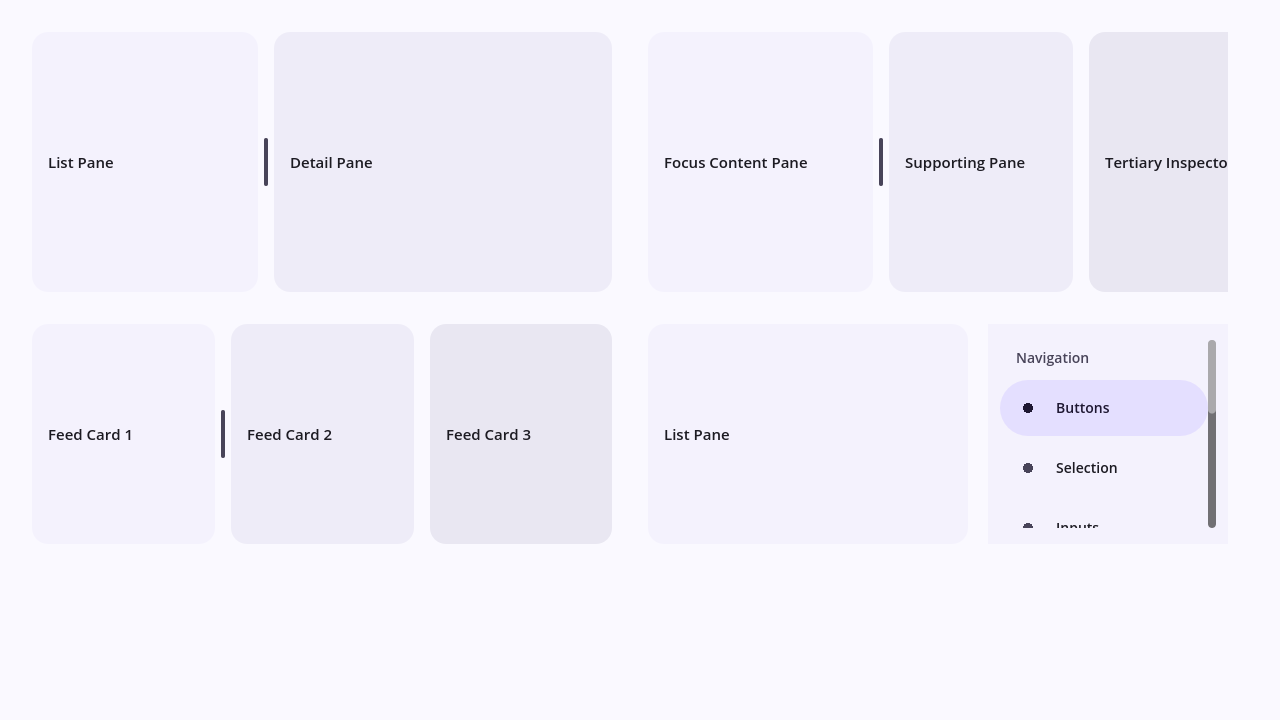 List Pane
Detail Pane
Focus Content Pane
Supporting Pane
Tertiary Inspecto
Feed Card 1
Feed Card 2
Feed Card 3
List Pane
Navigation
Buttons
Selection
Inputs